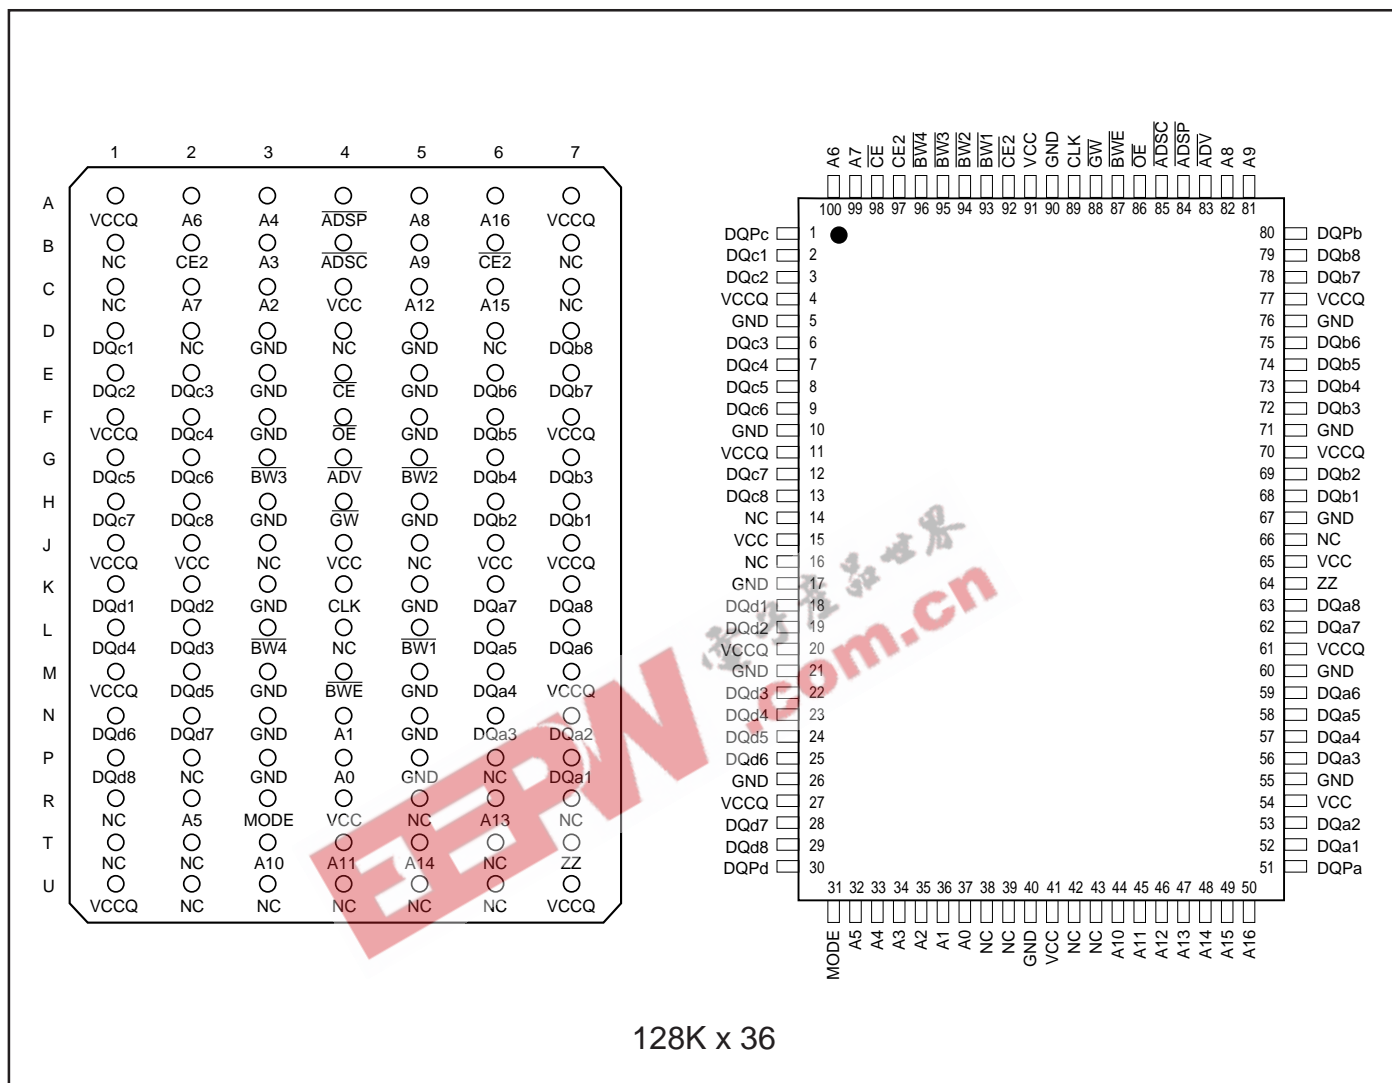 1 2 3 4 5 6 7
A
VCCQ A6 A4 ADSP A8 A16 VCCQ
B
NC CE2 A3 ADSC A9 CE2 NC
C
NC A7 A2 VCC A12 A15 NC
D
DQc1 NC GND NC GND NC DQb8
E
DQc2 DQc3 GND CE GND DQb6 DQb7
F
VCCQ DQc4 GND OE GND DQb5 VCCQ
G
DQc5 DQc6 BW3 ADV BW2 DQb4 DQb3
H
DQc7 DQc8 GND GW GND DQb2 DQb1
J
VCCQ VCC NC VCC NC VCC VCCQ
K
DQd1 DQd2 GND CLK GND DQa7 DQa8
L
DQd4 DQd3 BW4 NC BW1 DQa5 DQa6
M
VCCQ DQd5 GND BWE GND DQa4 VCCQ
N
DQd6 DQd7 GND A1 GND DQa3 DQa2
P
DQd8 NC GND A0 GND NC DQa1
R
NC A5 MODE VCC NC A13 NC
T
NC NC A10 A11 A14 NC ZZ
U
VCCQ NC NC NC NC NC VCCQ
A6 A7 CE CE2 BW4 BW3 BW2 BW1 CE2 VCC GND CLK GW BWE OE ADSC ADSP ADV A8 A9
100 99 98 97 96 95 94 93 92 91 90 89 88 87 86 85 84 83 82 81
DQPc 1 80 DQPb
DQc1 2 79 DQb8
DQc2 3 78 DQb7
VCCQ 4 77 VCCQ
GND 5 76 GND
DQc3 6 75 DQb6
DQc4 7 74 DQb5
DQc5 8 73 DQb4
DQc6 9 72 DQb3
GND 10 71 GND
VCCQ 11 70 VCCQ
DQc7 12 69 DQb2
DQc8 13 68 DQb1
NC 14 67 GND
VCC 15 66 NC
NC 16 65 VCC
GND 17 64 ZZ
DQd1 18 63 DQa8
DQd2 19 62 DQa7
VCCQ 20 61 VCCQ
GND 21 60 GND
DQd3 22 59 DQa6
DQd4 23 58 DQa5
DQd5 24 57 DQa4
DQd6 25 56 DQa3
GND 26 55 GND
VCCQ 27 54 VCC
DQd7 28 53 DQa2
DQd8 29 52 DQa1
DQPd 30 51 DQPa
31 32 33 34 35 36 37 38 39 40 41 42 43 44 45 46 47 48 49 50
MODE A5 A4 A3 A2 A1 A0 NC NC GND VCC NC NC A10 A11 A12 A13 A14 A15 A16
EEPW
.com.cn
電子產品世界
128K x 36